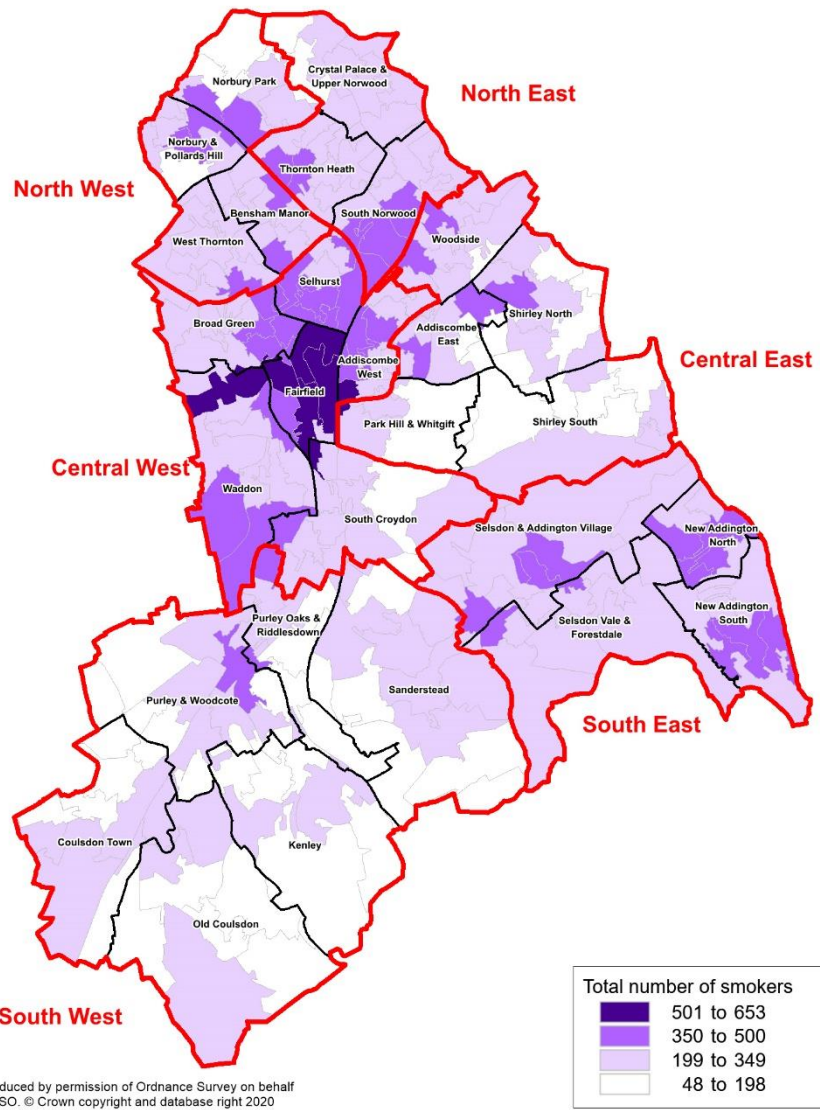 Crystal Palace &
Upper Norwood
Norbury Park
North East
Norbury &
Pollards Hill
Thornton Heath
North West
Bensham Manor
South Norwood
West Thornton
Woodside
Selhurst
Broad Green
Addiscombe
East
Shirley North
Addiscombe
West
Central East
Fairfield
Park Hill & Whitgift
Shirley South
Central West
Waddon
South Croydon
Selsdon & Addington Village
New Addington
North
Purley Oaks &
Riddlesdown
Selsdon Vale &
Forestdale
New Addington
South
Sanderstead
Purley & Woodcote
South East
Coulsdon Town
Kenley
Old Coulsdon
South West
Total number of smokers
501 to 653
350 to 500
199 to 349
48 to 198
duced by permission of Ordnance Survey on behalf
SO. © Crown copyright and database right 2020